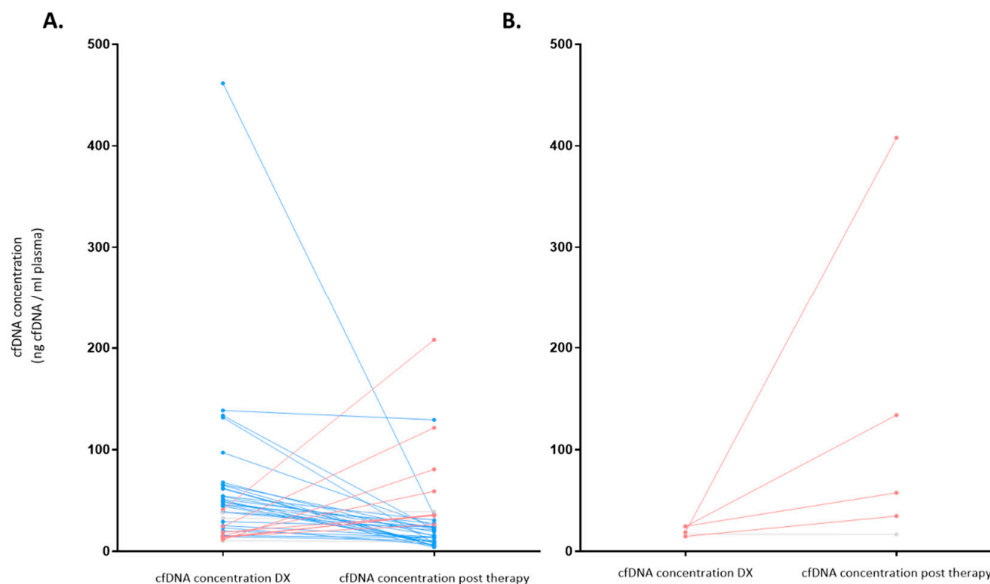 A.
B.
cfDNA concentration
(ng cfDNA / ml plasma)
500
400
300
200
100
0
cfDNA concentration DX
cfDNA concentration post therapy
500
400
300
200
100
0
cfDNA concentration DX
cfDNA concentration post therapy